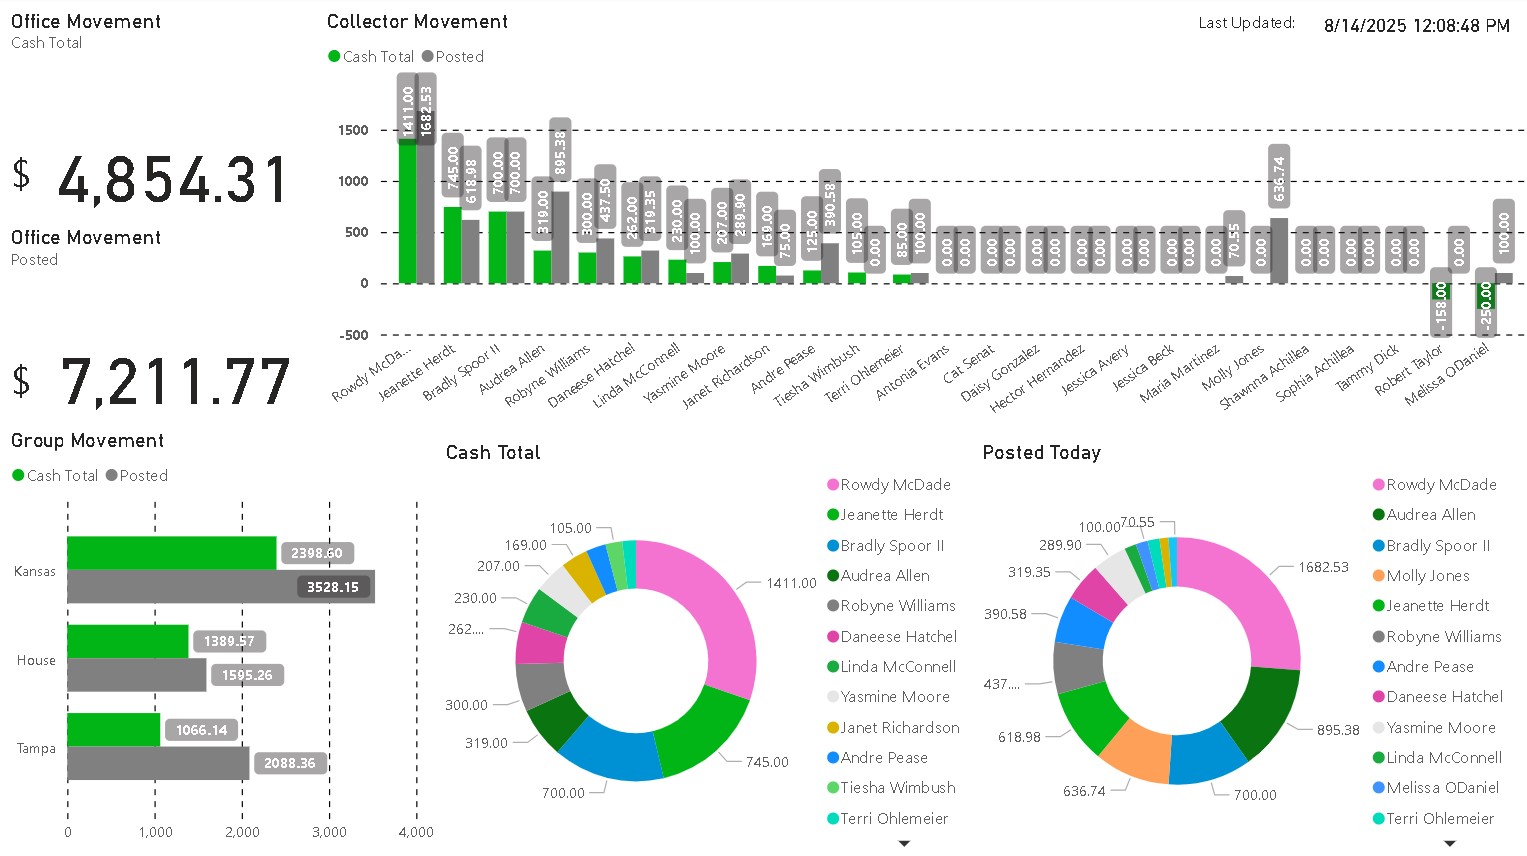 Office Movement
Cash Total
$ 4,854.31
Office Movement
Posted
$ 7,211.77
Collector Movement
Cash Total Posted
Last Updated: 8/14/2025 12:08:48 PM
1500
1000
500
0
-500
1411.00 1682.53
745.00 618.98
700.00 700.00
319.00 895.38
300.00 437.50
262.00 319.35
230.00 100.00
207.00 289.90
169.00 75.00
125.00 390.58
105.00 0.00
85.00 100.00
0.00 0.00
0.00 0.00
0.00 0.00
0.00 0.00
0.00 0.00
0.00 0.00
0.00 70.55
0.00 636.74
0.00 0.00
0.00 0.00
0.00 0.00
-158.00 0.00
-250.00 100.00
Rowdy McDa...
Jeanette Herdt
Bradly Spoor II
Audrea Allen
Robyne Williams
Daneese Hatchel
Linda McConnell
Yasmine Moore
Janet Richardson
Andre Pease
Tiesha Wimbush
Terri Ohlemeier
Antonia Evans
Cat Senat
Daisy Gonzalez
Hector Hernandez
Jessica Avery
Jessica Beck
Maria Martinez
Molly Jones
Shawnna Achillea
Sophia Achillea
Tammy Dick
Robert Taylor
Melissa ODaniel
Group Movement
Cash Total Posted
Kansas
2398.60
3528.15
House
1389.57
1595.26
Tampa
1066.14
2088.36
0 1,000 2,000 3,000 4,000
Cash Total
105.00
169.00
207.00
230.00
262....
300.00
319.00
700.00
745.00
1411.00
Rowdy McDade
Jeanette Herdt
Bradly Spoor II
Audrea Allen
Robyne Williams
Daneese Hatchel
Linda McConnell
Yasmine Moore
Janet Richardson
Andre Pease
Tiesha Wimbush
Terri Ohlemeier
Posted Today
70.55
100.00
289.90
319.35
390.58
437....
618.98
636.74
700.00
895.38
1682.53
Rowdy McDade
Audrea Allen
Bradly Spoor II
Molly Jones
Jeanette Herdt
Robyne Williams
Andre Pease
Daneese Hatchel
Yasmine Moore
Linda McConnell
Melissa ODaniel
Terri Ohlemeier